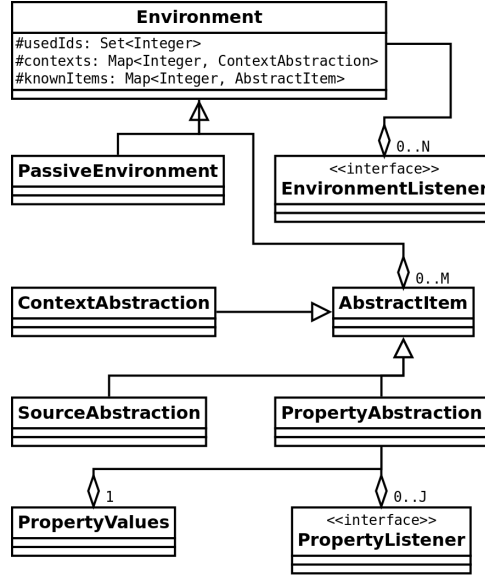 Environment
#usedIds: Set<Integer>
#contexts: Map<Integer, ContextAbstraction>
#knownItems: Map<Integer, AbstractItem>
0..N
PassiveEnvironment
<<interface>>
EnvironmentListener
0..M
ContextAbstraction
AbstractItem
SourceAbstraction
PropertyAbstraction
1
0..J
PropertyValues
<<interface>>
PropertyListener